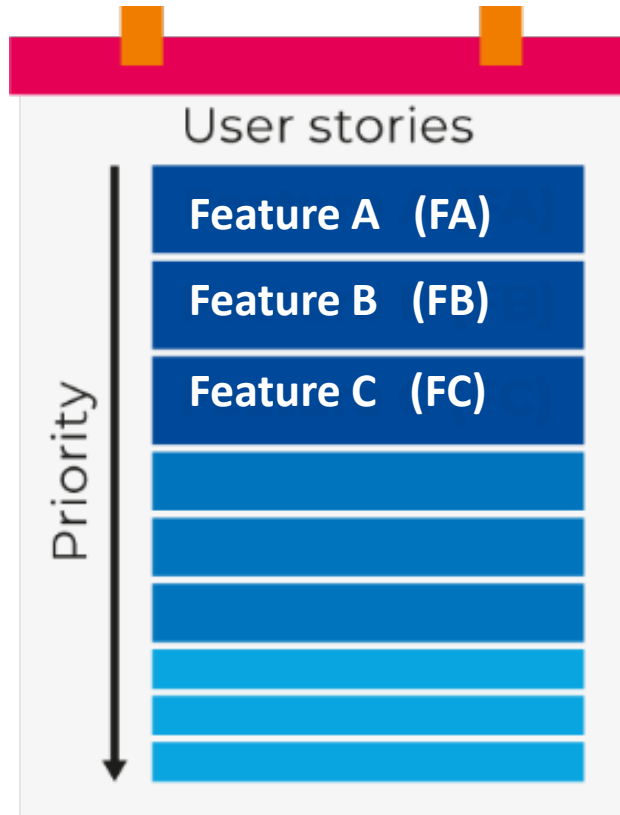 User stories
Feature A (FA)
Feature B (FB)
Feature C (FC)
Priority